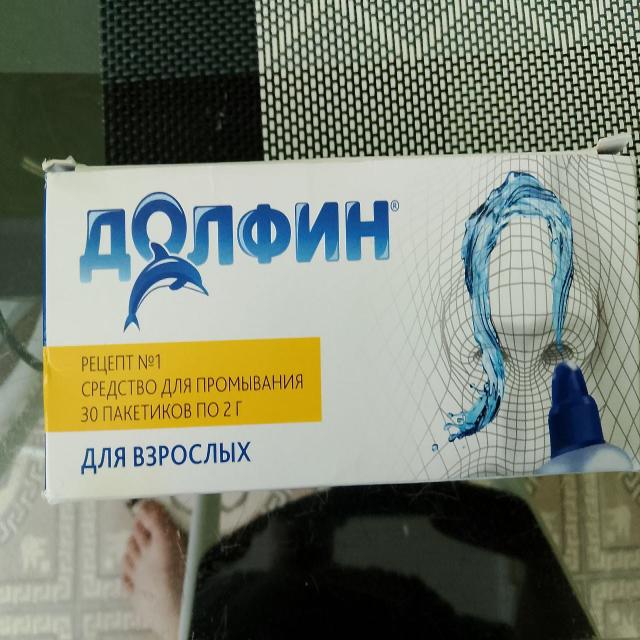 ДОЛФИН®
РЕЦЕПТ №1
СРЕДСТВО ДЛЯ ПРОМЫВАНИЯ
30 ПАКЕТИКОВ ПО 2 Г
ДЛЯ ВЗРОСЛЫХ